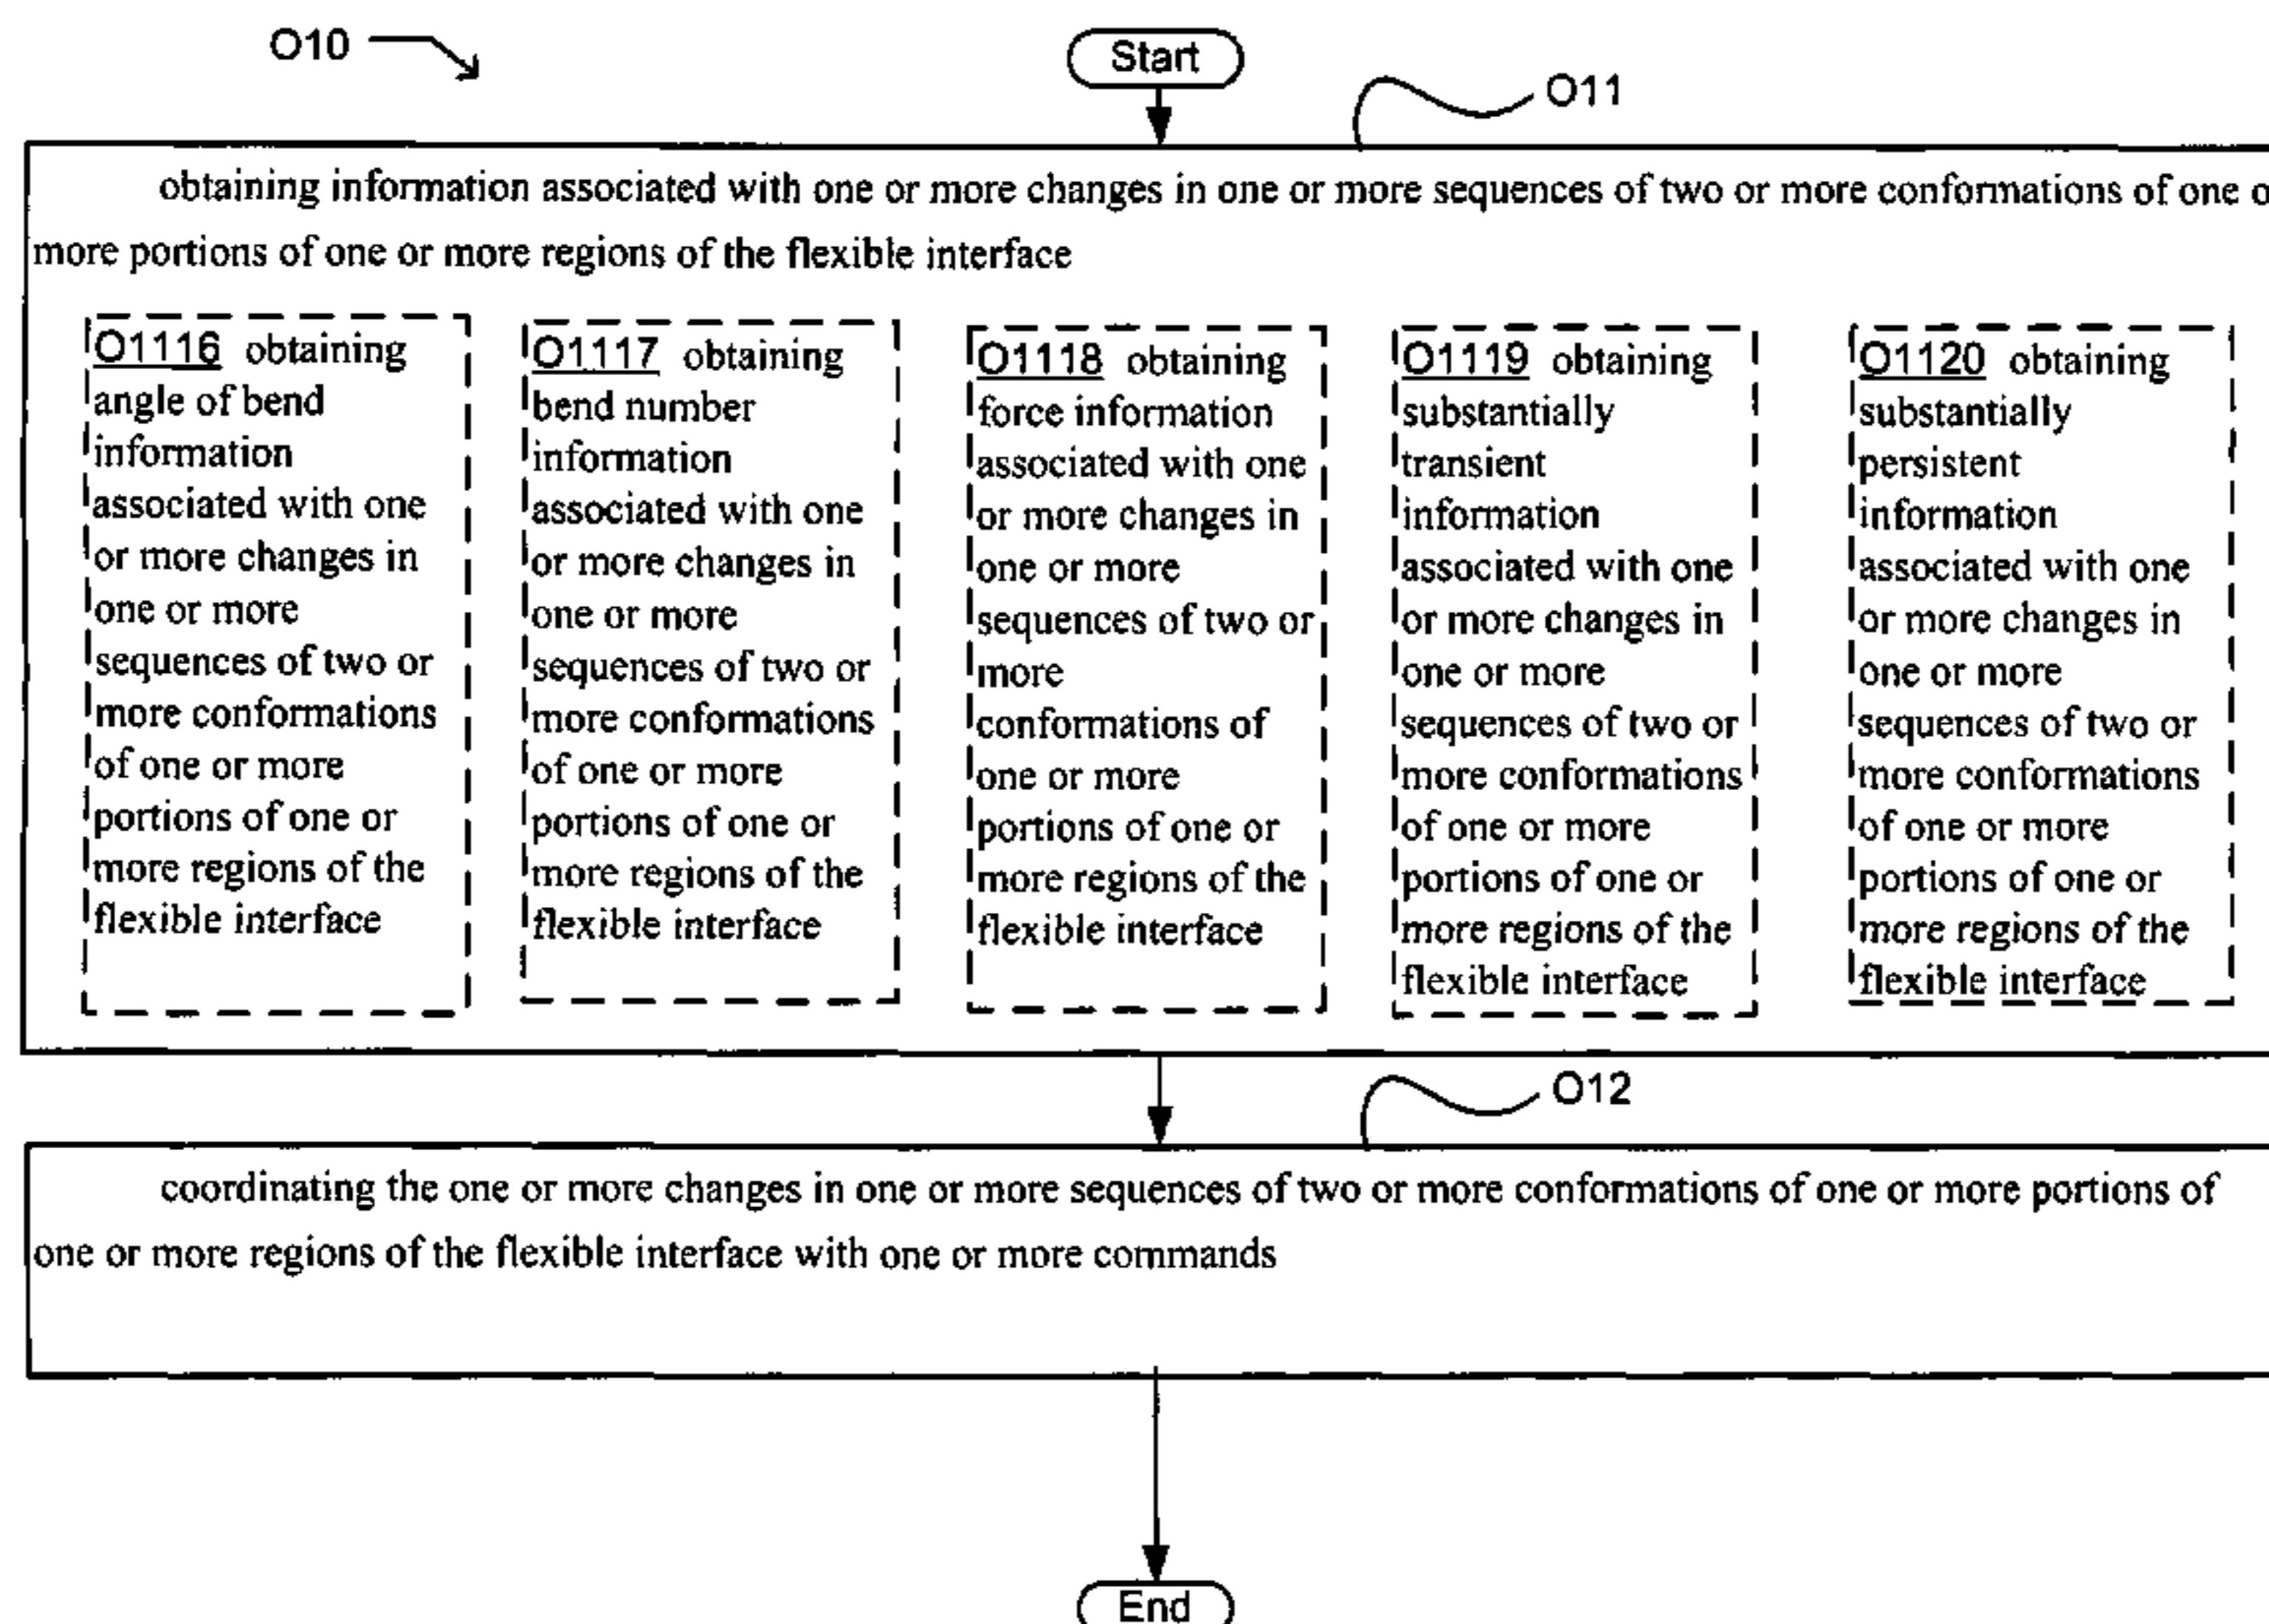 O10
Start
O11
obtaining information associated with one or more changes in one or more sequences of two or more conformations of one o
more portions of one or more regions of the flexible interface
O1116 obtaining
angle of bend
information
associated with one
or more changes in
one or more
sequences of two or
more conformations
of one or more
portions of one or
more regions of the
flexible interface
O1117 obtaining
bend number
information
associated with one
or more changes in
one or more
sequences of two or
more conformations
of one or more
portions of one or
more regions of the
flexible interface
O1118 obtaining
force information
associated with one
or more changes in
one or more
sequences of two or
more
conformations of
one or more
portions of one or
more regions of the
flexible interface
O1119 obtaining
substantially
transient
information
associated with one
or more changes in
one or more
sequences of two or
more conformations
of one or more
portions of one or
more regions of the
flexible interface
O1120 obtaining
substantially
persistent
information
associated with one
or more changes in
one or more
sequences of two or
more conformations
of one or more
portions of one or
more regions of the
flexible interface
O12
coordinating the one or more changes in one or more sequences of two or more conformations of one or more portions of
one or more regions of the flexible interface with one or more commands
End